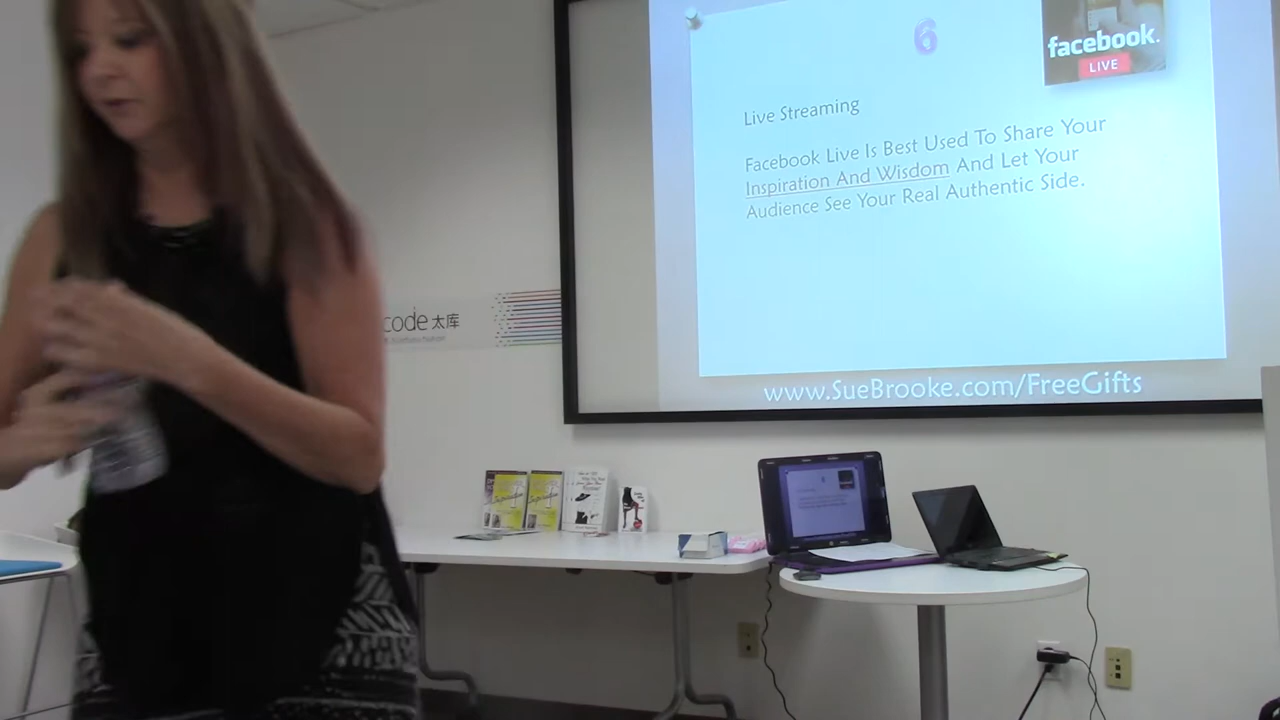 6
facebook.
LIVE
Live Streaming
Facebook Live Is Best Used To Share Your
Inspiration And Wisdom And Let Your
Audience See Your Real Authentic Side.
www.SueBrooke.com/FreeGifts
code 太库